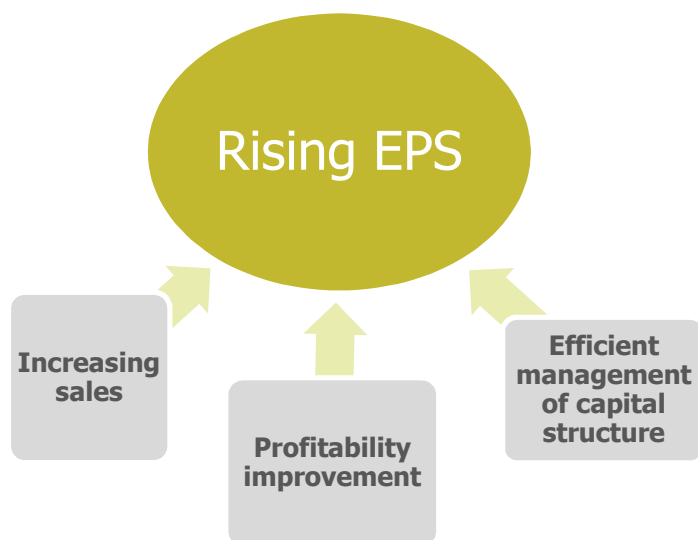 Rising EPS
Increasing
sales
Profitability
improvement
Efficient
management
of capital
structure